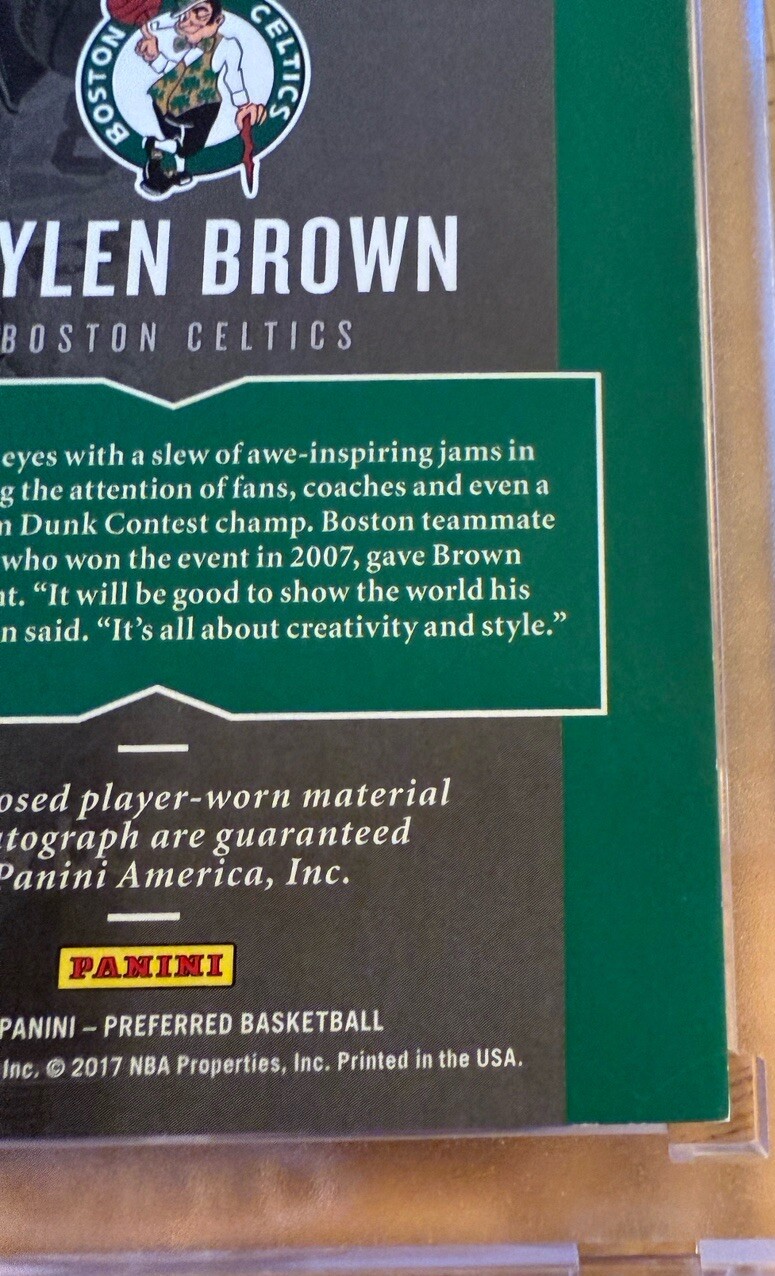 BOSTON CELTICS
YLEN BROWN
BOSTON CELTICS
eyes with a slew of awe-inspiring jams in
g the attention of fans, coaches and even a
n Dunk Contest champ. Boston teammate
who won the event in 2007, gave Brown
nt. “It will be good to show the world his
n said. “It’s all about creativity and style.”
osed player-worn material
utograph are guaranteed
Panini America, Inc.
PANINI
PANINI – PREFERRED BASKETBALL
Inc. © 2017 NBA Properties, Inc. Printed in the USA.